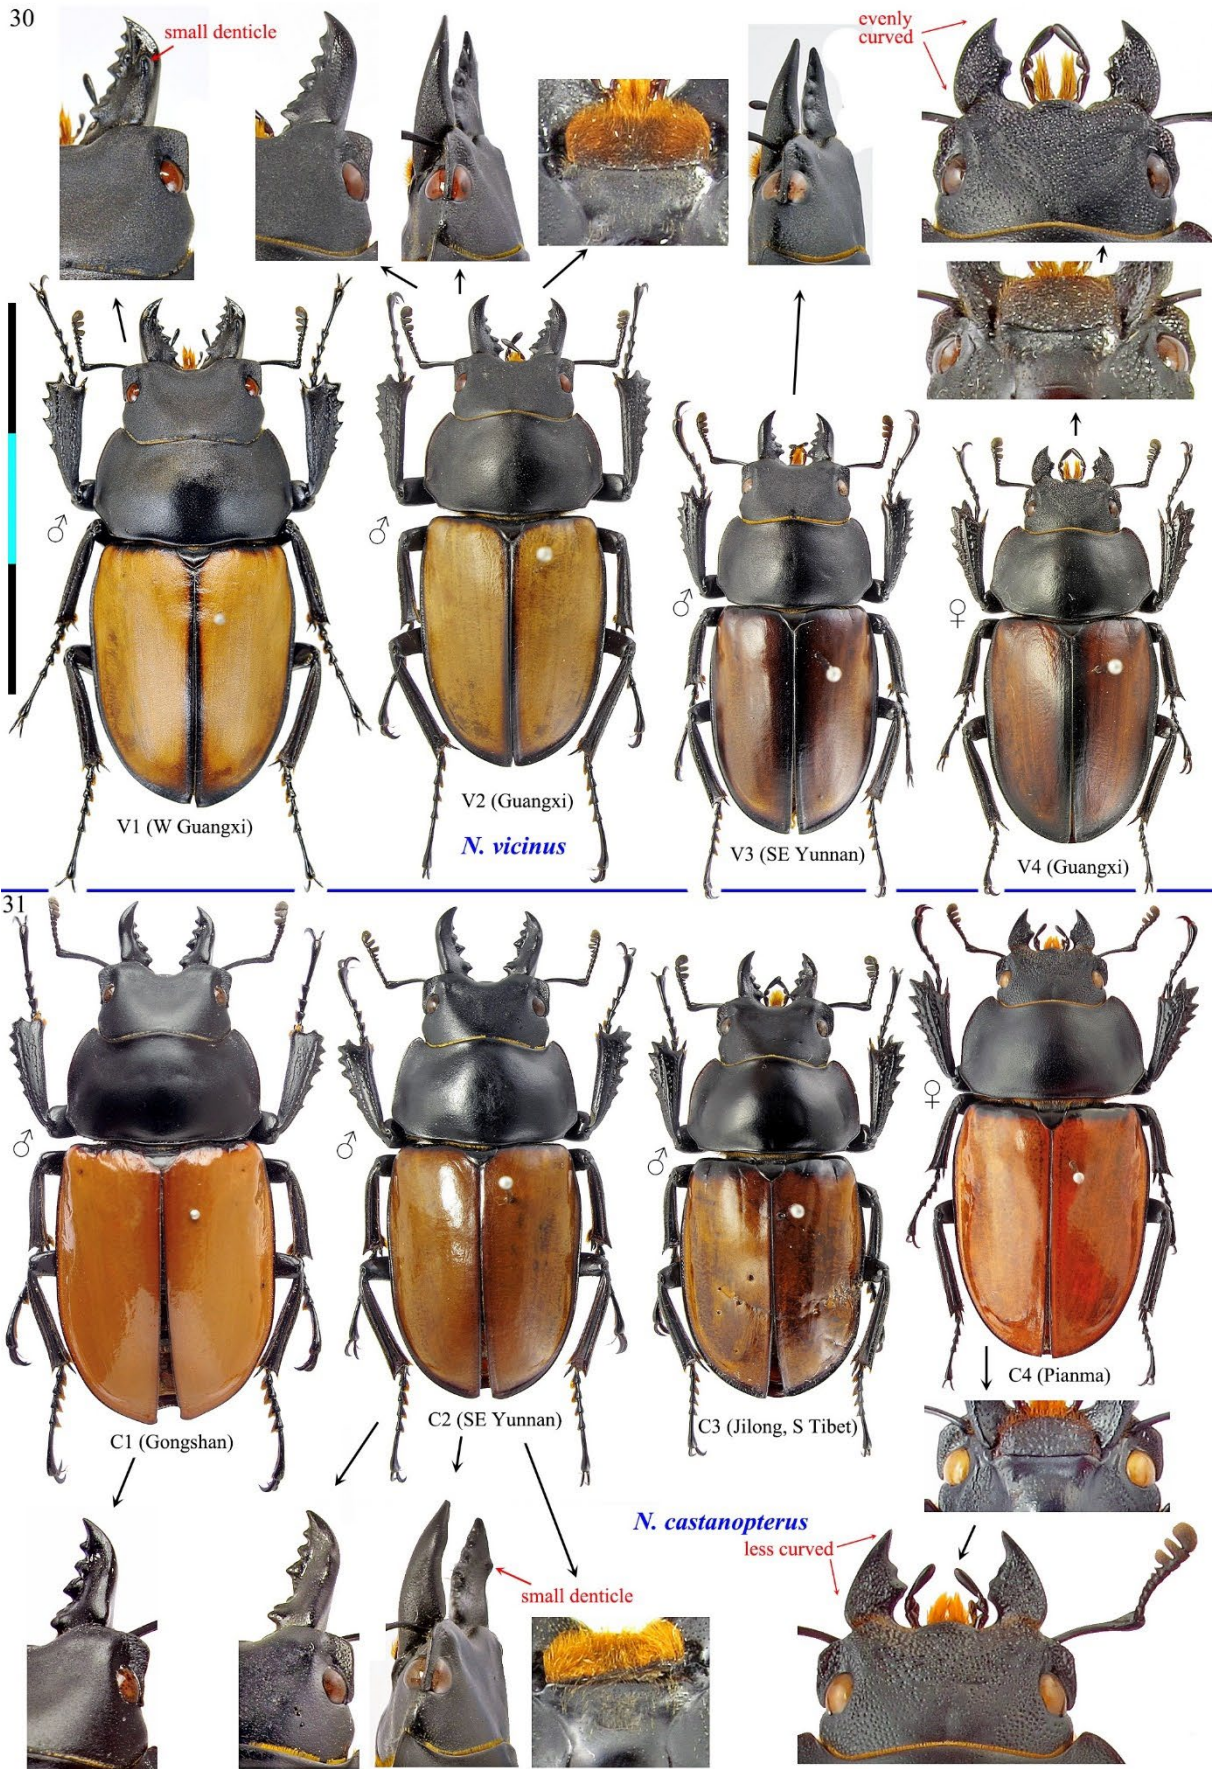 30
small denticle
evenly
curved
♂
♂
♂
♀
V1 (W Guangxi)
V2 (Guangxi)
N. vicinus
V3 (SE Yunnan)
V4 (Guangxi)
31
♂
♂
♂
♀
C1 (Gongshan)
C2 (SE Yunnan)
C3 (Jilong, S Tibet)
C4 (Pianma)
N. castanopterus
less curved
small denticle